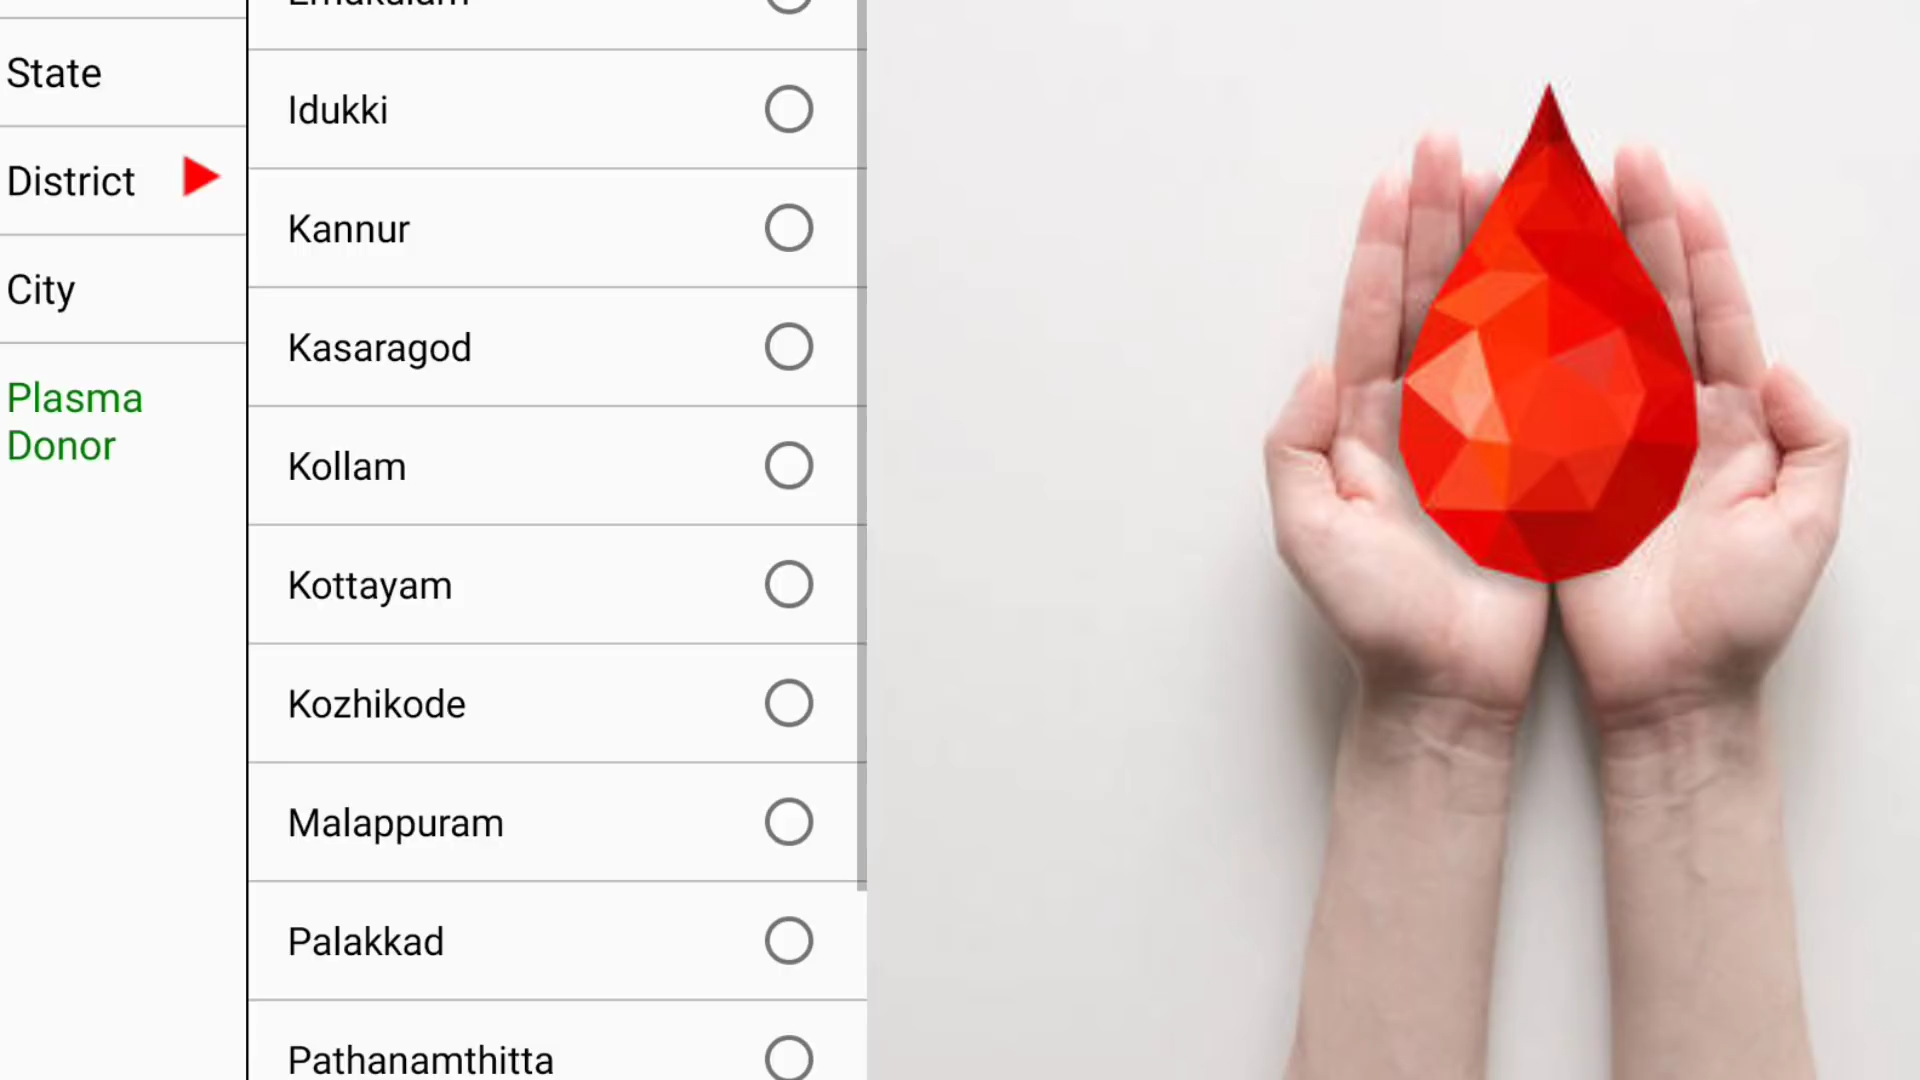 State
District
City
Plasma
Donor
Idukki
Kannur
Kasaragod
Kollam
Kottayam
Kozhikode
Malappuram
Palakkad
Pathanamthitta